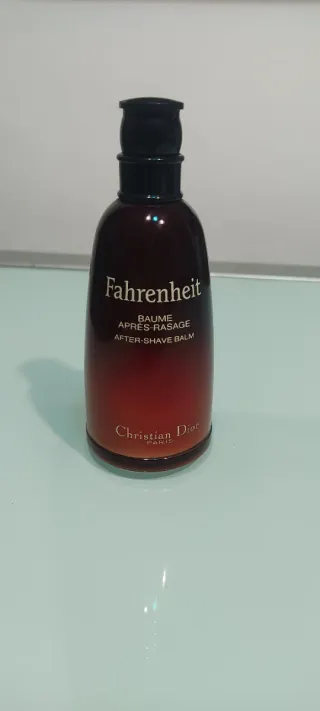 Fahrenheit
BAUME
APRÈS-RASAGE
AFTER-SHAVE BALM
Christian Dior
PARIS